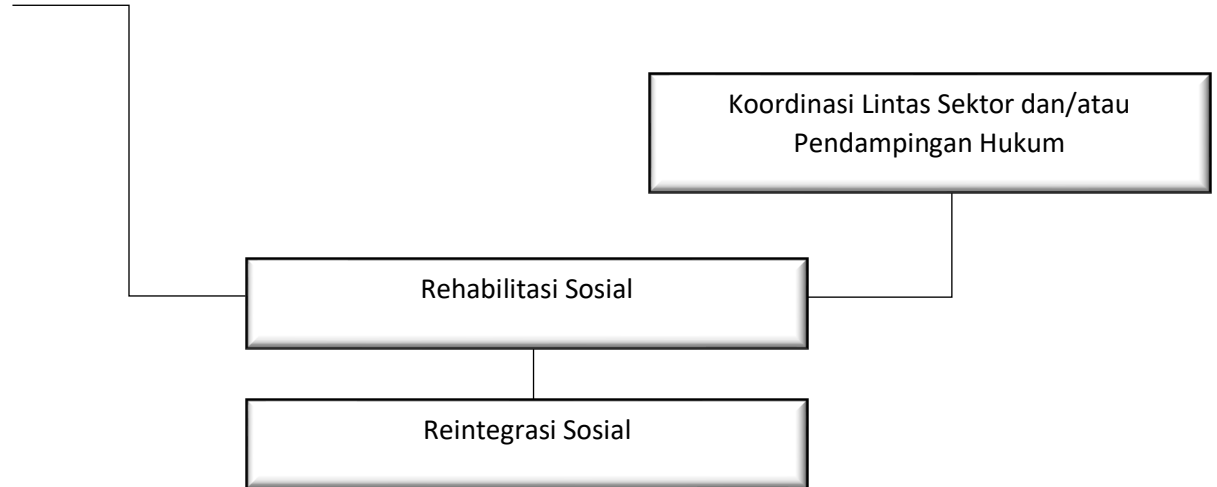 Koordinasi Lintas Sektor dan/atau
Pendampingan Hukum
Rehabilitasi Sosial
Reintegrasi Sosial